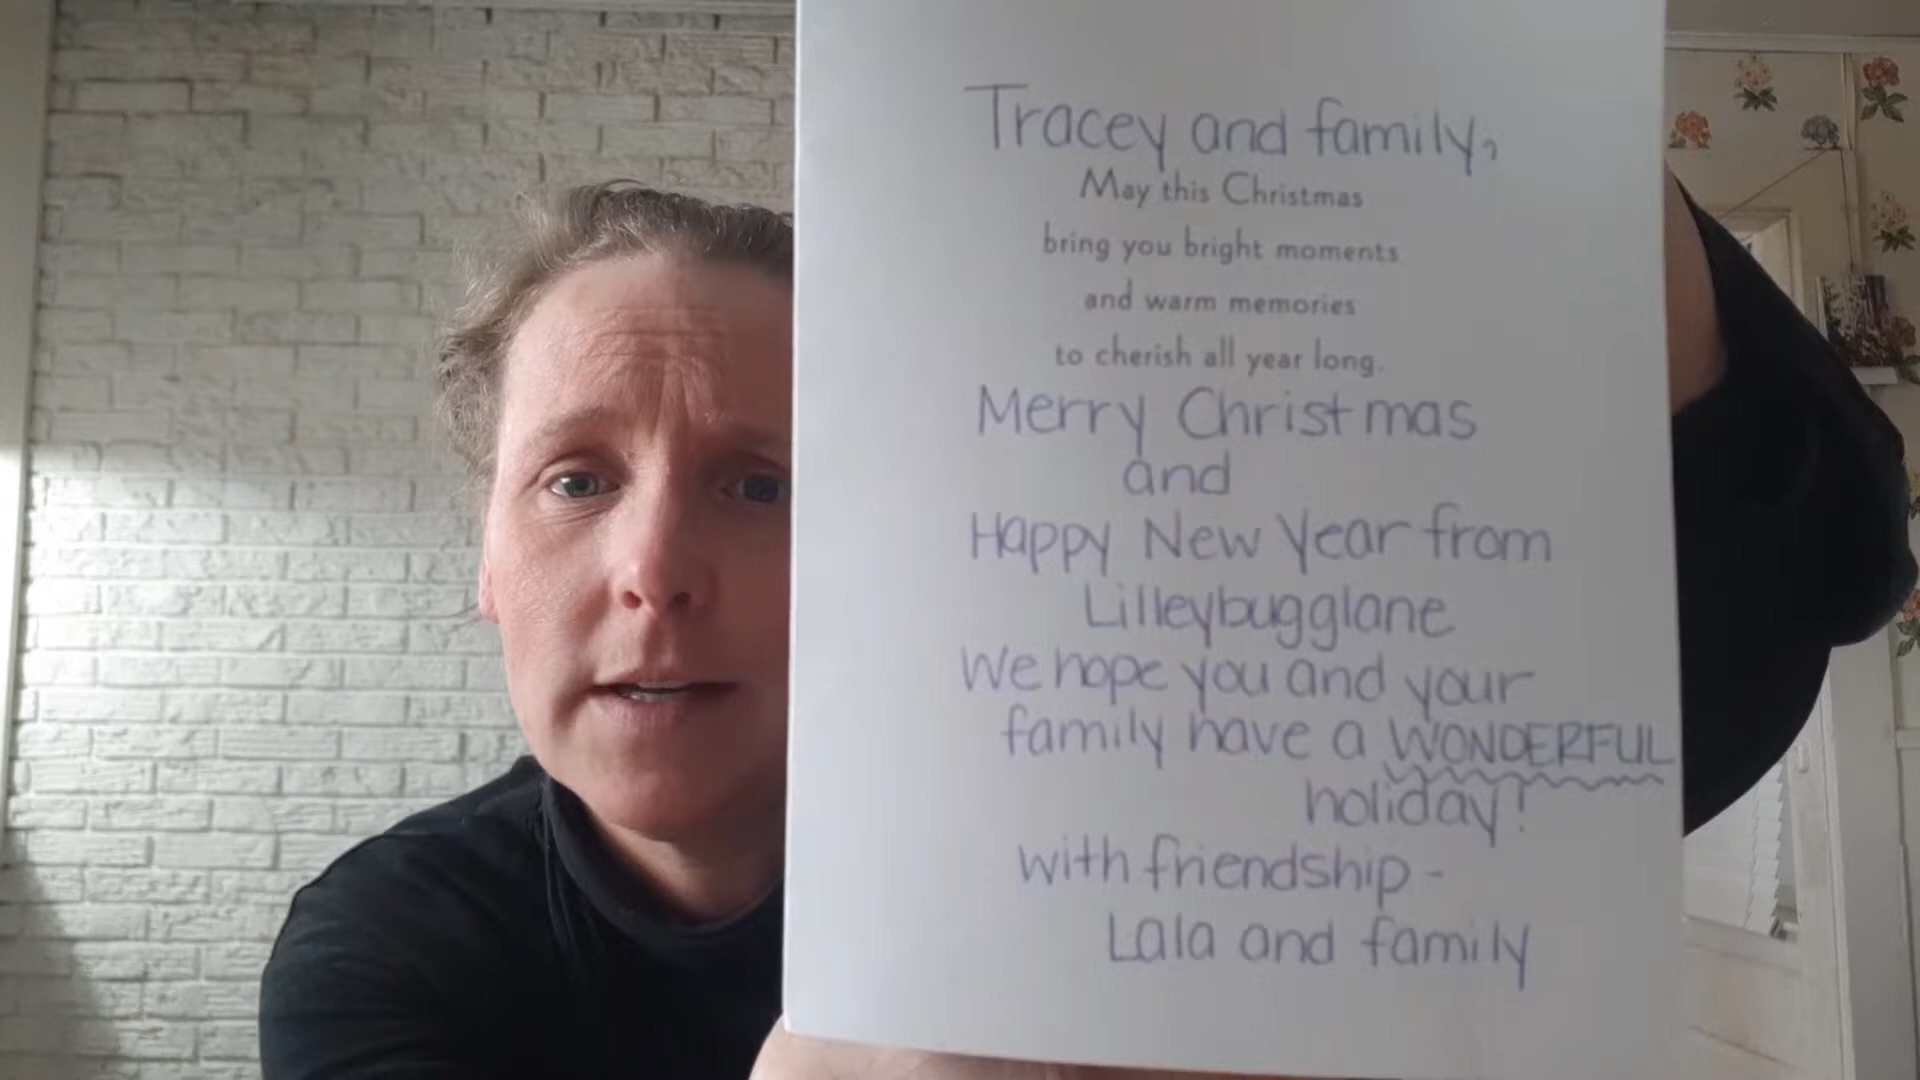 Tracey and family,
May this Christmas
bring you bright moments
and warm memories
to cherish all year long.
Merry Christmas
and
Happy New Year from
Lilleybugglane
We hope you and your
family have a WONDERFUL
holiday!
with friendship -
Lala and family